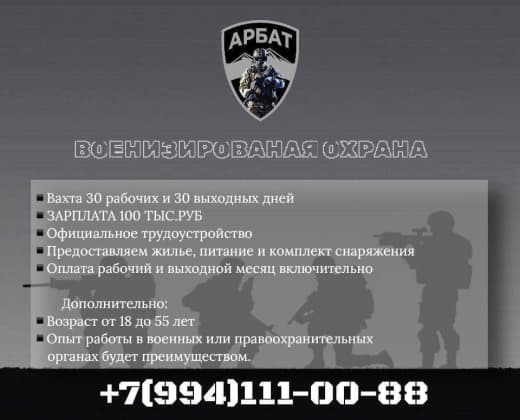 АРБАТ
ВОЕНИЗИРОВАНАЯ ОХРАНА
Вахта 30 рабочих и 30 выходных дней
ЗАРПЛАТА 100 ТЫС.РУБ
Официальное трудоустройство
Предоставляем жилье, питание и комплект снаряжения
Оплата рабочий и выходной месяц включительно
Дополнительно:
Возраст от 18 до 55 лет
Опыт работы в военных или правоохранительных
органах будет преимуществом.
+7(994)111-00-88